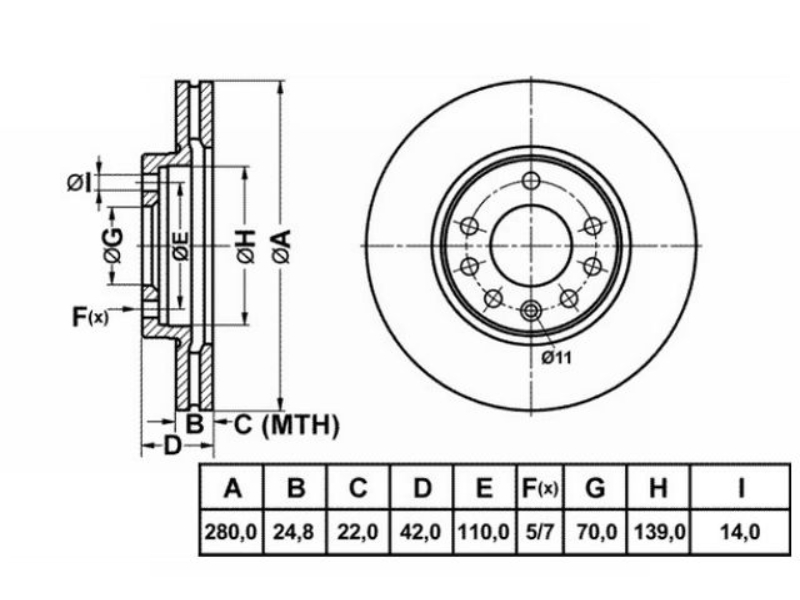 ØI
ØG
ØE
ØH
ØA
F(x)
Ø11
B
C (MTH)
D
A B C D E F(x) G H I
280,0 24,8 22,0 42,0 110,0 5/7 70,0 139,0 14,0